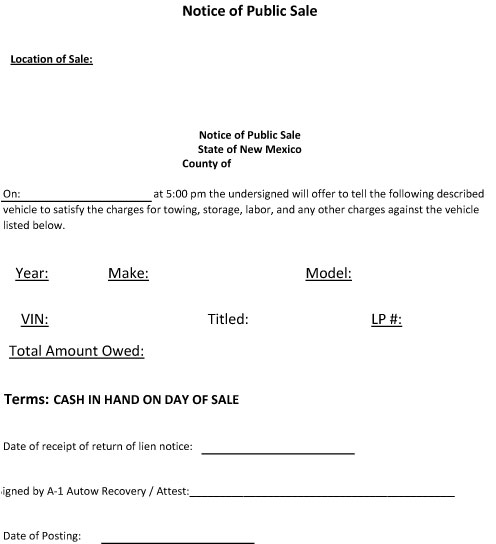 Notice of Public Sale
Location of Sale:
Notice of Public Sale
State of New Mexico
County of
On: at 5:00 pm the undersigned will offer to tell the following described
vehicle to satisfy the charges for towing, storage, labor, and any other charges against the vehicle
listed below.
Year: Make: Model:
VIN: Titled: LP #:
Total Amount Owed:
Terms: CASH IN HAND ON DAY OF SALE
Date of receipt of return of lien notice:
igned by A-1 Autow Recovery / Attest:
Date of Posting: